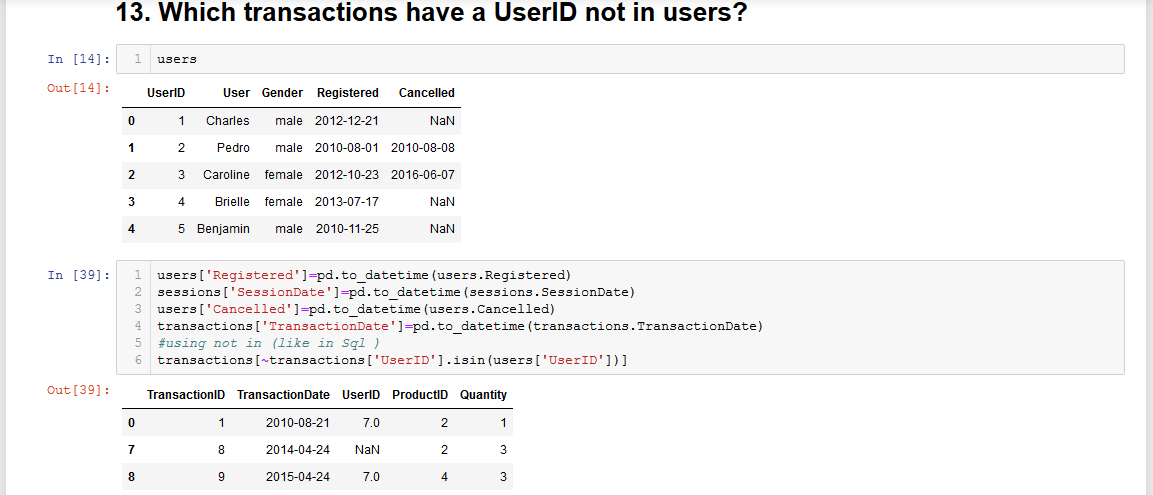 13. Which transactions have a UserID not in users?
In [14]: 1 users
Out[14]:
UserID User Gender Registered Cancelled
0 1 Charles male 2012-12-21 NaN
1 2 Pedro male 2010-08-01 2010-08-08
2 3 Caroline female 2012-10-23 2016-06-07
3 4 Brielle female 2013-07-17 NaN
4 5 Benjamin male 2010-11-25 NaN
In [39]: 1 users['Registered']=pd.to_datetime(users.Registered)
2 sessions['SessionDate']=pd.to_datetime(sessions.SessionDate)
3 users['Cancelled']=pd.to_datetime(users.Cancelled)
4 transactions['TransactionDate']=pd.to_datetime(transactions.TransactionDate)
5 #using not in (like in Sql )
6 transactions[~transactions['UserID'].isin(users['UserID'])]
Out[39]:
TransactionID TransactionDate UserID ProductID Quantity
0 1 2010-08-21 7.0 2 1
7 8 2014-04-24 NaN 2 3
8 9 2015-04-24 7.0 4 3